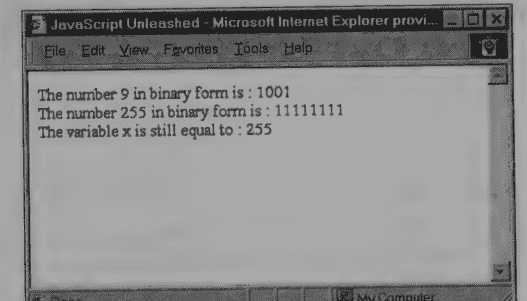 JavaScript Unleashed - Microsoft Internet Explorer provi...
File Edit View Favorites Tools Help
The number 9 in binary form is : 1001
The number 255 in binary form is : 11111111
The variable x is still equal to : 255
My Computer